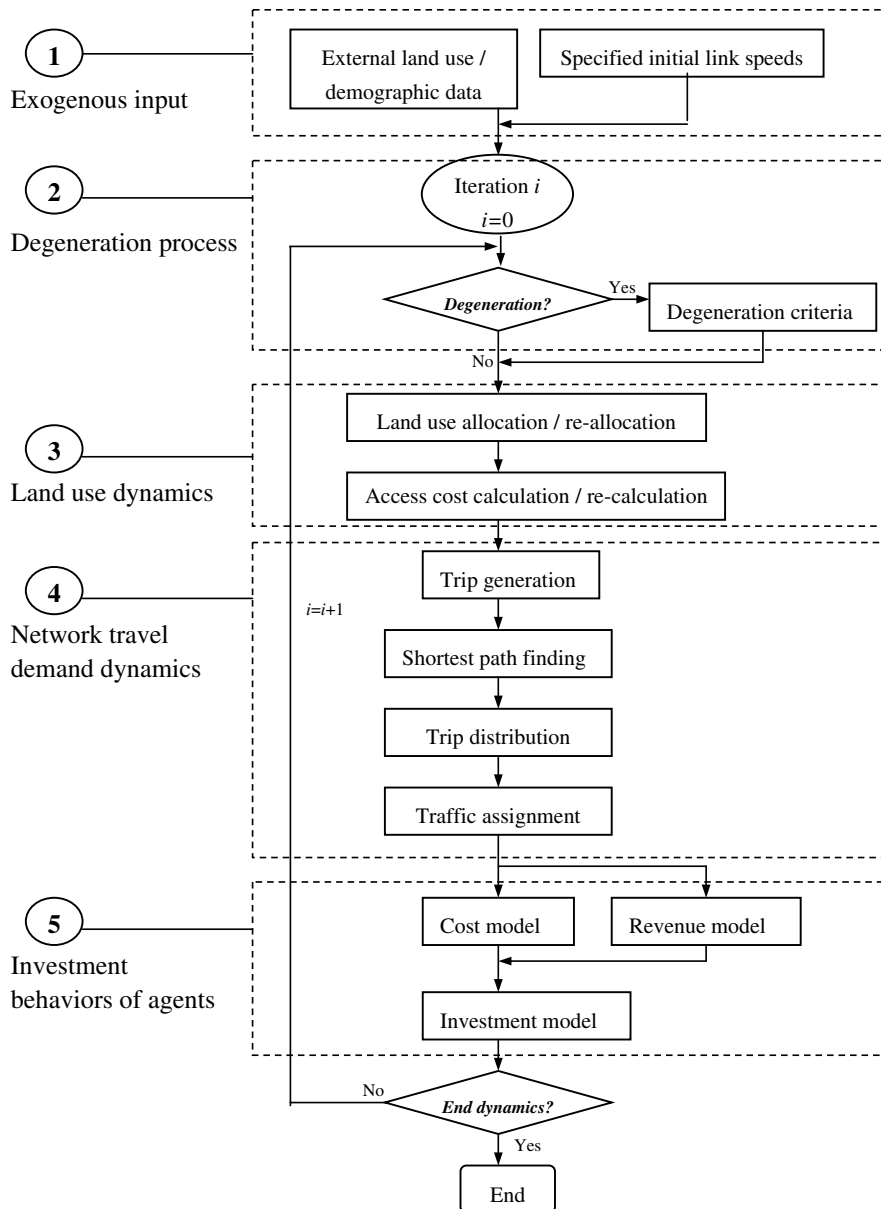 1
Exogenous input
External land use /
demographic data
Specified initial link speeds
2
Degeneration process
Iteration i
i=0
Degeneration?
Yes
Degeneration criteria
No
3
Land use dynamics
Land use allocation / re-allocation
Access cost calculation / re-calculation
4
Network travel
demand dynamics
i=i+1
Trip generation
Shortest path finding
Trip distribution
Traffic assignment
5
Investment
behaviors of agents
Cost model
Revenue model
Investment model
No
End dynamics?
Yes
End